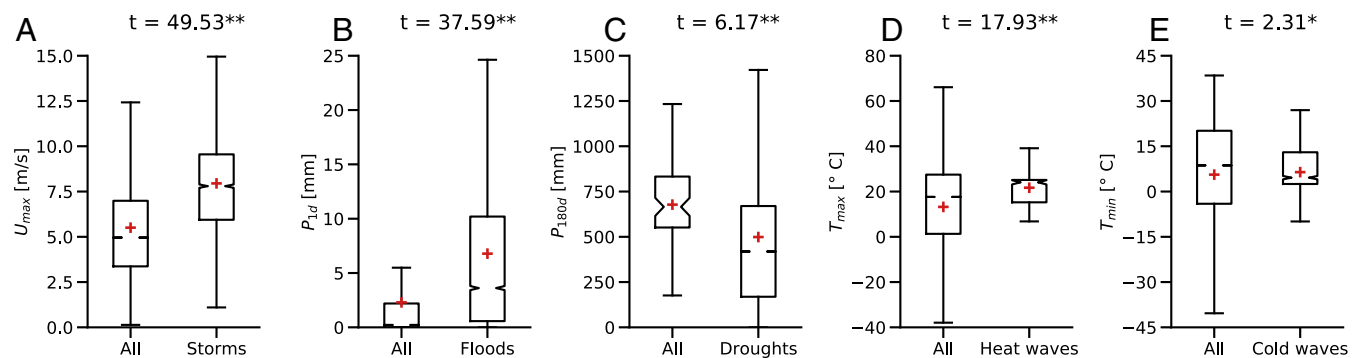 A
t = 49.53**
15.0
12.5
10.0
7.5
5.0
2.5
0.0
U_max [m/s]
All
Storms
B
t = 37.59**
25
20
15
10
5
0
P_1d [mm]
All
Floods
C
t = 6.17**
1500
1250
1000
750
500
250
0
P_180d [mm]
All
Droughts
D
t = 17.93**
80
60
40
20
0
−20
−40
T_max [° C]
All
Heat waves
E
t = 2.31*
45
30
15
0
−15
−30
−45
T_min [° C]
All
Cold waves